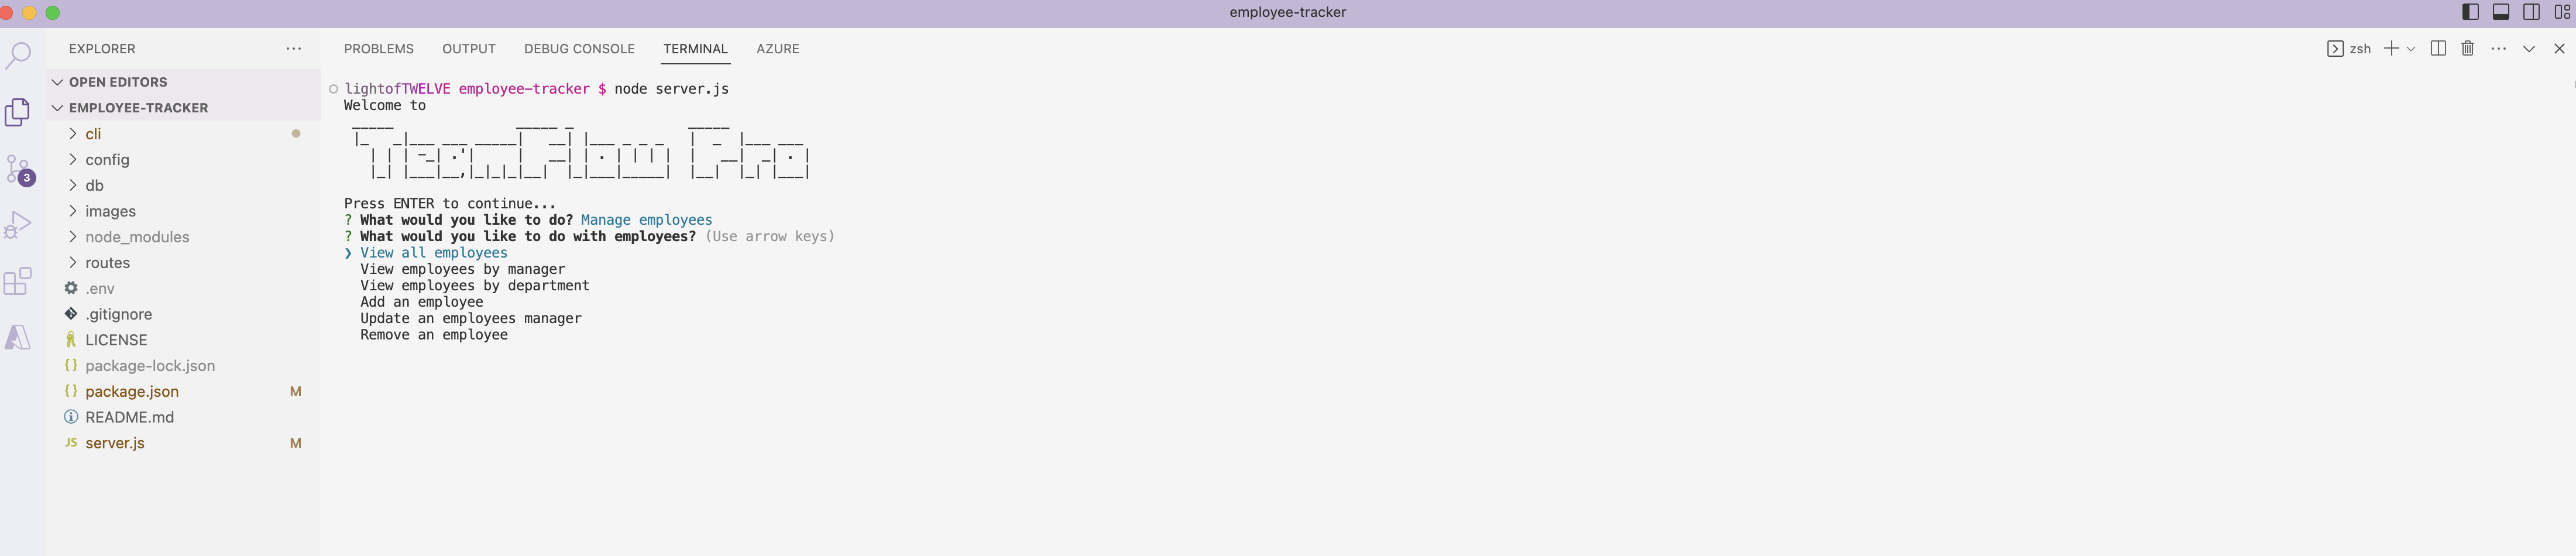 employee-tracker
EXPLORER
OPEN EDITORS
EMPLOYEE-TRACKER
cli
config
db
images
node_modules
routes
.env
.gitignore
LICENSE
package-lock.json
package.json M
README.md
JS server.js M
3
PROBLEMS OUTPUT DEBUG CONSOLE TERMINAL AZURE
zsh
lightofTWELVE employee-tracker $ node server.js
Welcome to
TeamFlow Pro
Press ENTER to continue...
? What would you like to do? Manage employees
? What would you like to do with employees? (Use arrow keys)
❯ View all employees
View employees by manager
View employees by department
Add an employee
Update an employees manager
Remove an employee